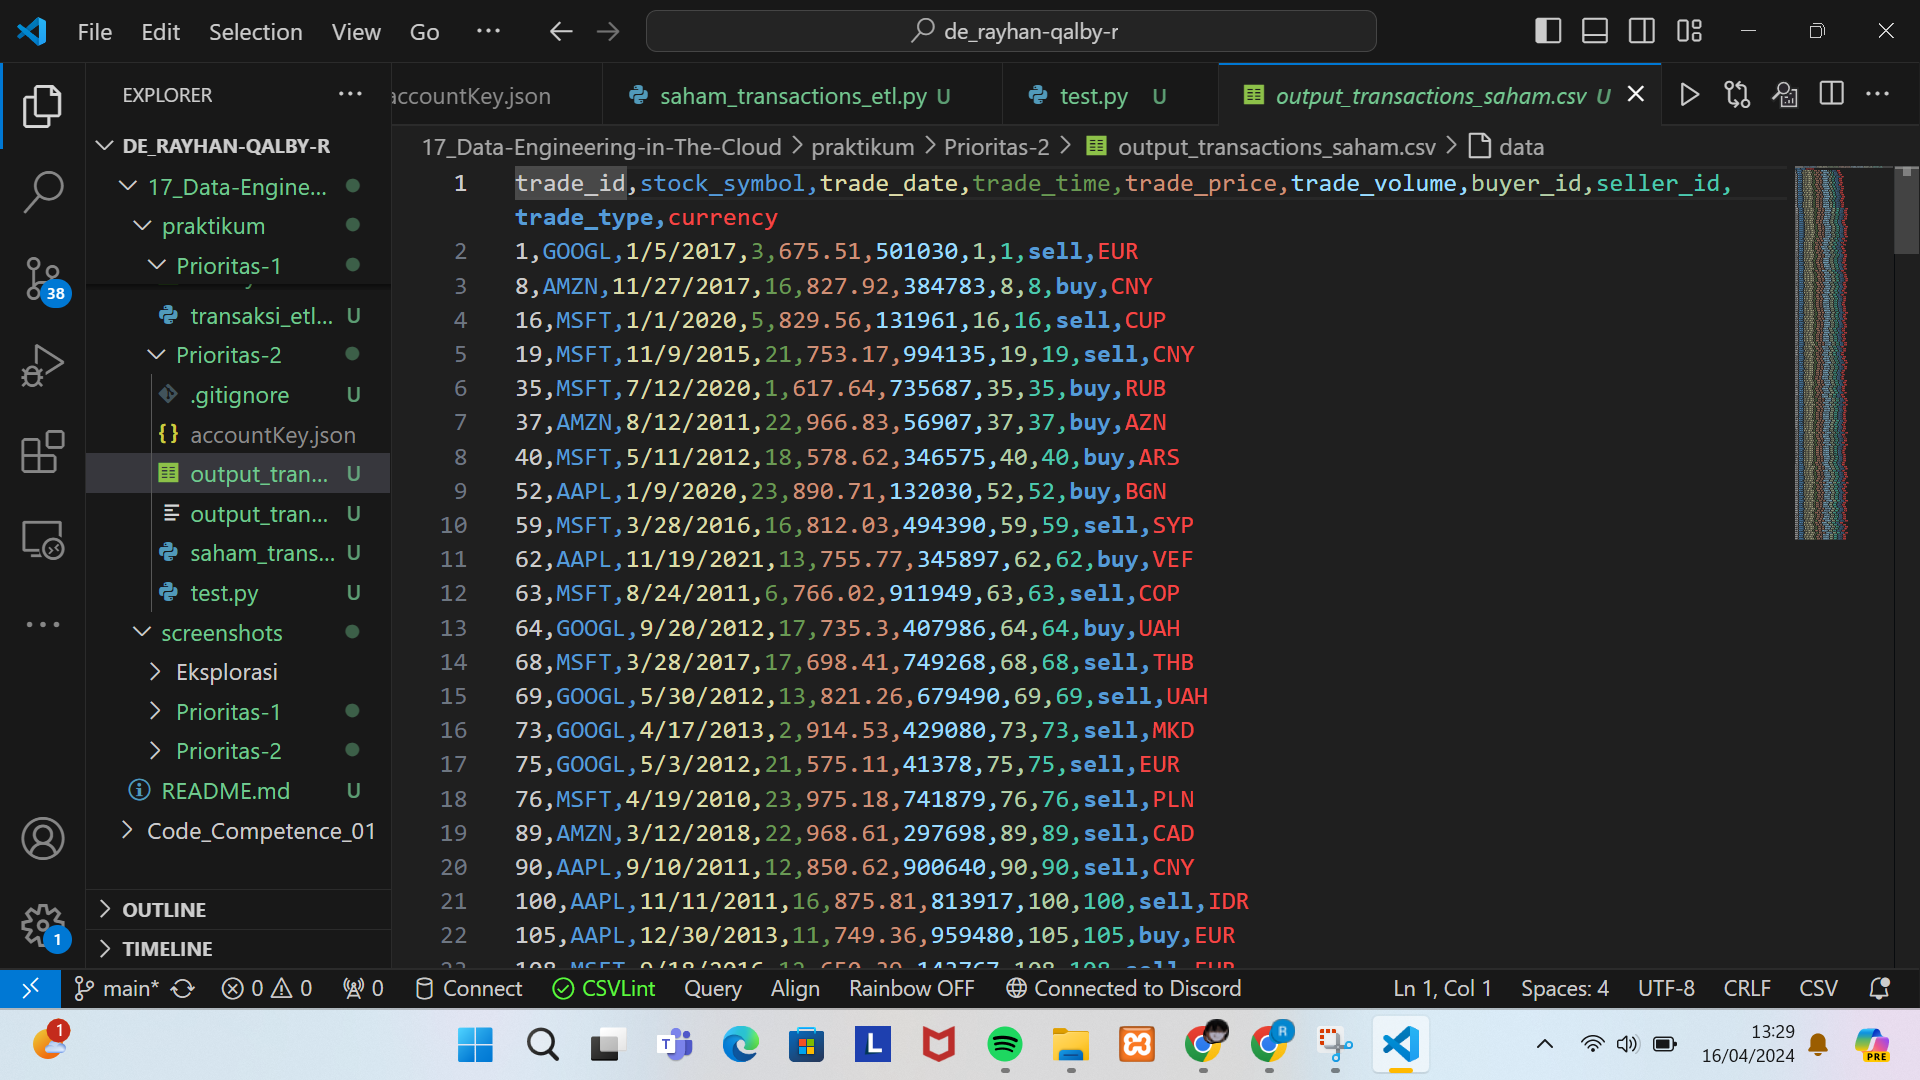 File Edit Selection View Go ··· de_rayhan-qalby-r
EXPLORER ···
accountKey.json saham_transactions_etl.py U test.py U output_transactions_saham.csv U
17_Data-Engineering-in-The-Cloud > praktikum > Prioritas-2 > output_transactions_saham.csv > data
DE_RAYHAN-QALBY-R
17_Data-Engine...
praktikum
Prioritas-1
transaksi_etl... U
Prioritas-2
.gitignore U
{} accountKey.json
output_tran... U
output_tran... U
saham_trans... U
test.py U
screenshots
Eksplorasi
Prioritas-1
Prioritas-2
README.md U
Code_Competence_01
OUTLINE
TIMELINE
38
1
1 trade_id,stock_symbol,trade_date,trade_time,trade_price,trade_volume,buyer_id,seller_id,
trade_type,currency
2 1,GOOGL,1/5/2017,3,675.51,501030,1,1,sell,EUR
3 8,AMZN,11/27/2017,16,827.92,384783,8,8,buy,CNY
4 16,MSFT,1/1/2020,5,829.56,131961,16,16,sell,CUP
5 19,MSFT,11/9/2015,21,753.17,994135,19,19,sell,CNY
6 35,MSFT,7/12/2020,1,617.64,735687,35,35,buy,RUB
7 37,AMZN,8/12/2011,22,966.83,56907,37,37,buy,AZN
8 40,MSFT,5/11/2012,18,578.62,346575,40,40,buy,ARS
9 52,AAPL,1/9/2020,23,890.71,132030,52,52,buy,BGN
10 59,MSFT,3/28/2016,16,812.03,494390,59,59,sell,SYP
11 62,AAPL,11/19/2021,13,755.77,345897,62,62,buy,VEF
12 63,MSFT,8/24/2011,6,766.02,911949,63,63,sell,COP
13 64,GOOGL,9/20/2012,17,735.3,407986,64,64,buy,UAH
14 68,MSFT,3/28/2017,17,698.41,749268,68,68,sell,THB
15 69,GOOGL,5/30/2012,13,821.26,679490,69,69,sell,UAH
16 73,GOOGL,4/17/2013,2,914.53,429080,73,73,sell,MKD
17 75,GOOGL,5/3/2012,21,575.11,41378,75,75,sell,EUR
18 76,MSFT,4/19/2010,23,975.18,741879,76,76,sell,PLN
19 89,AMZN,3/12/2018,22,968.61,297698,89,89,sell,CAD
20 90,AAPL,9/10/2011,12,850.62,900640,90,90,sell,CNY
21 100,AAPL,11/11/2011,16,875.81,813917,100,100,sell,IDR
22 105,AAPL,12/30/2013,11,749.36,959480,105,105,buy,EUR
main* 0 0 0 Connect CSVLint Query Align Rainbow OFF Connected to Discord Ln 1, Col 1 Spaces: 4 UTF-8 CRLF CSV
1 T L R PRE
13:29
16/04/2024